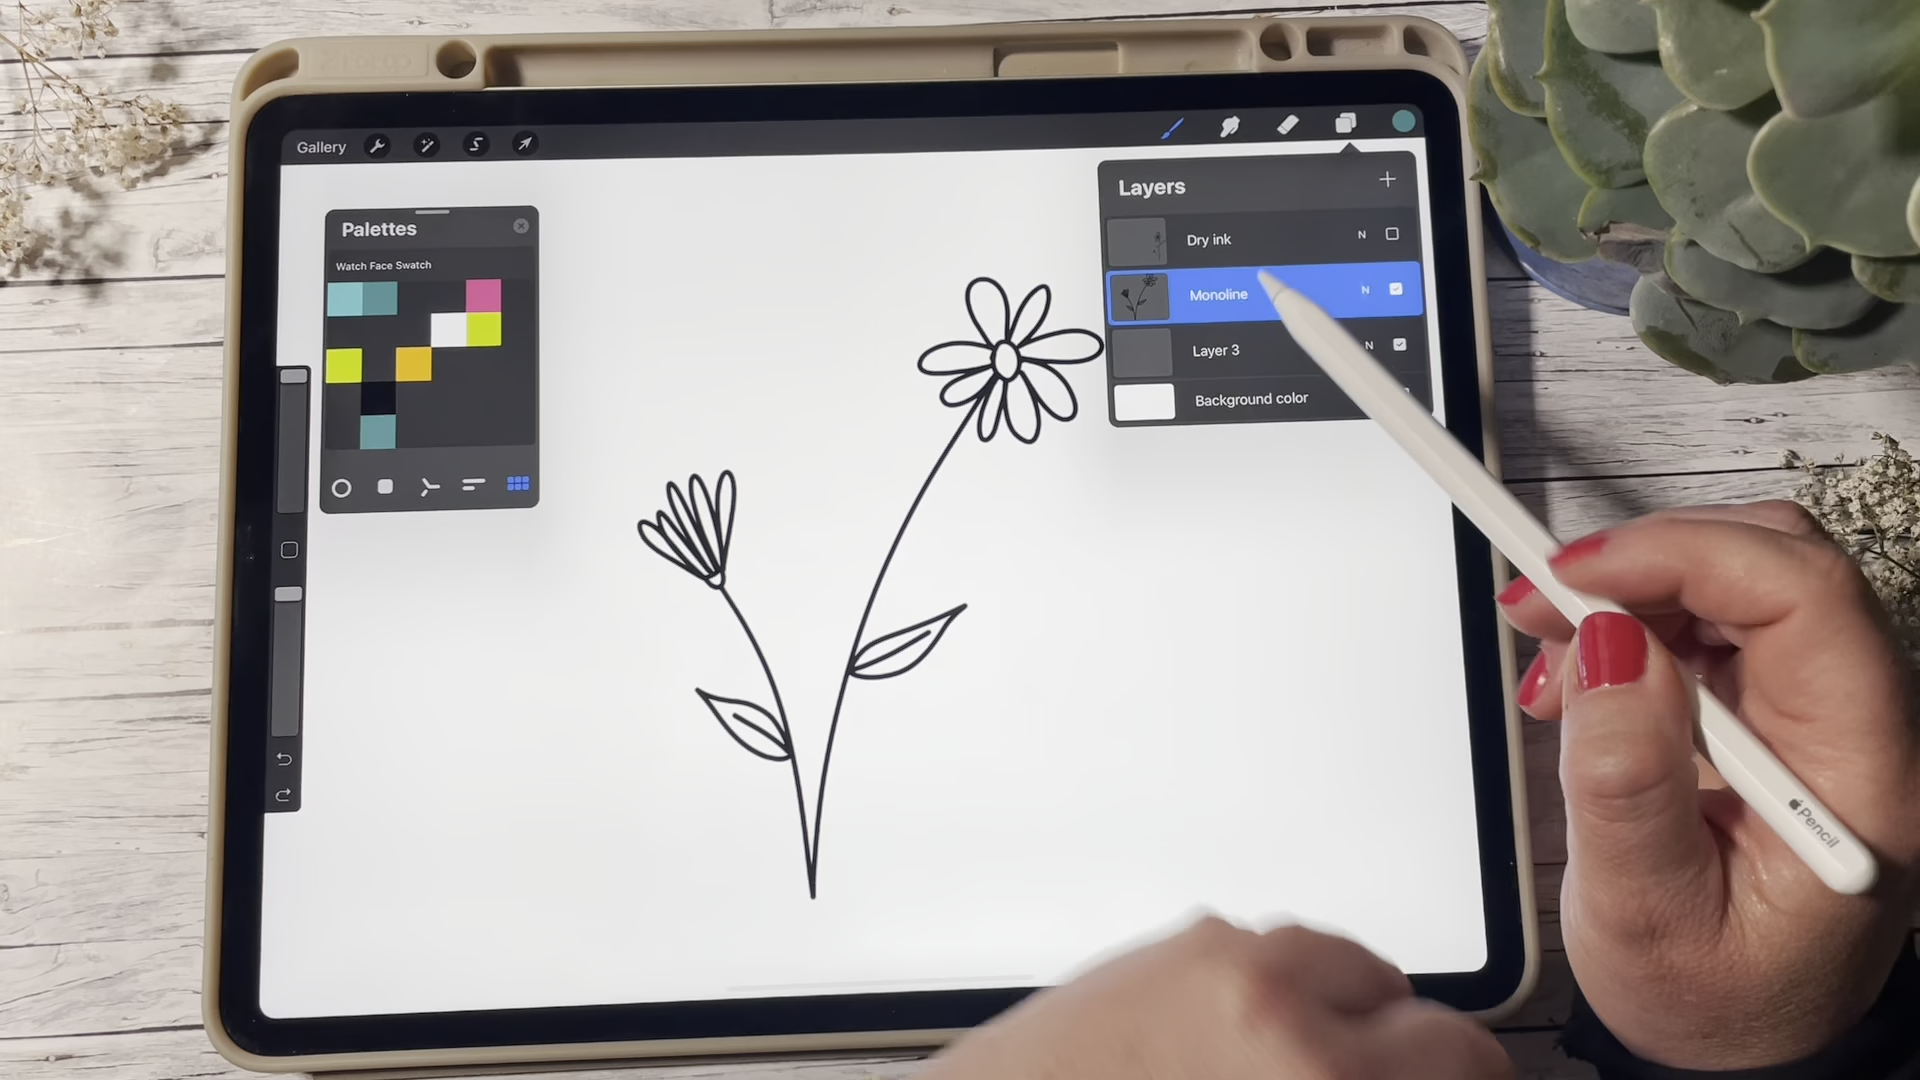 Gallery
Layers
Palettes
Watch Face Swatch
Dry ink N
Monoline N
Layer 3 N
Background color
Pencil